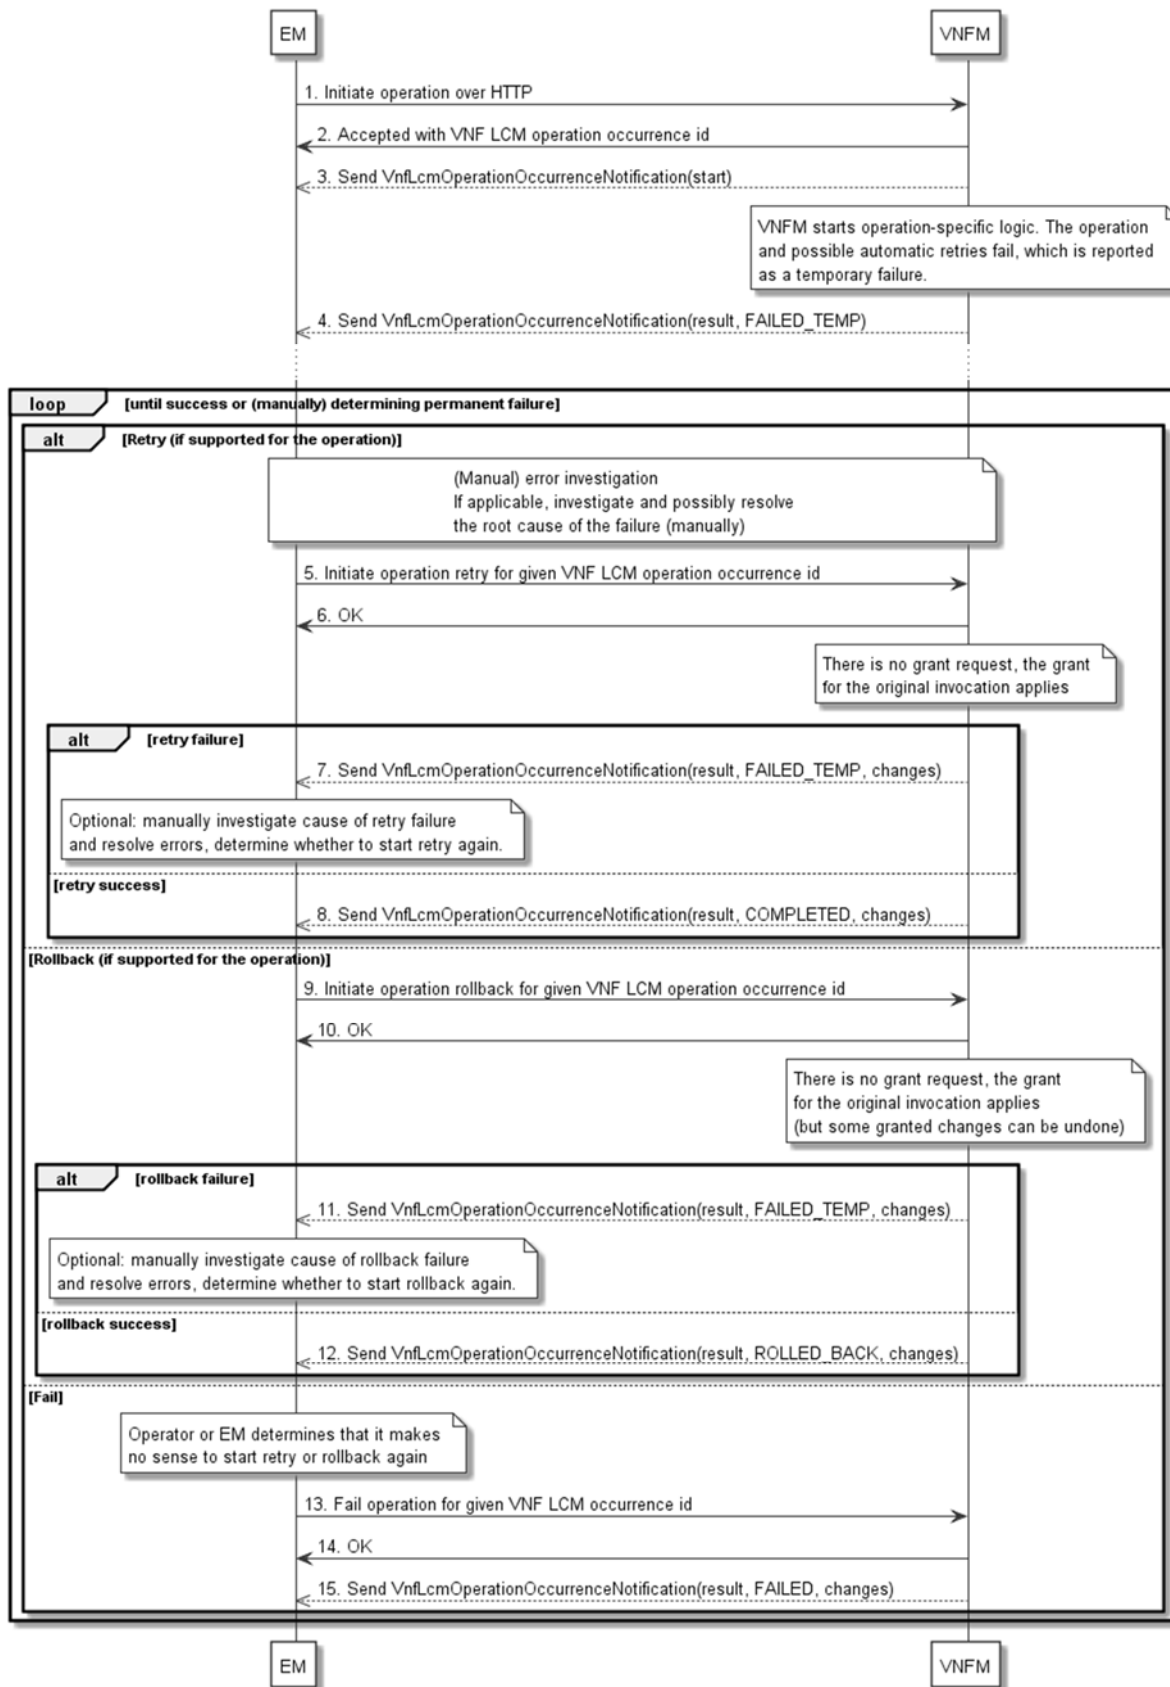 EM
VNFM
1. Initiate operation over HTTP
2. Accepted with VNF LCM operation occurrence id
3. Send VnfLcmOperationOccurrenceNotification(start)
VNFM starts operation-specific logic. The operation
and possible automatic retries fail, which is reported
as a temporary failure.
4. Send VnfLcmOperationOccurrenceNotification(result, FAILED_TEMP)
loop [until success or (manually) determining permanent failure]
alt [Retry (if supported for the operation)]
(Manual) error investigation
If applicable, investigate and possibly resolve
the root cause of the failure (manually)
5. Initiate operation retry for given VNF LCM operation occurrence id
6. OK
There is no grant request, the grant
for the original invocation applies
alt [retry failure]
7. Send VnfLcmOperationOccurrenceNotification(result, FAILED_TEMP, changes)
Optional: manually investigate cause of retry failure
and resolve errors, determine whether to start retry again.
[retry success]
8. Send VnfLcmOperationOccurrenceNotification(result, COMPLETED, changes)
[Rollback (if supported for the operation)]
9. Initiate operation rollback for given VNF LCM operation occurrence id
10. OK
There is no grant request, the grant
for the original invocation applies
(but some granted changes can be undone)
alt [rollback failure]
11. Send VnfLcmOperationOccurrenceNotification(result, FAILED_TEMP, changes)
Optional: manually investigate cause of rollback failure
and resolve errors, determine whether to start rollback again.
[rollback success]
12. Send VnfLcmOperationOccurrenceNotification(result, ROLLED_BACK, changes)
[Fail]
Operator or EM determines that it makes
no sense to start retry or rollback again
13. Fail operation for given VNF LCM occurrence id
14. OK
15. Send VnfLcmOperationOccurrenceNotification(result, FAILED, changes)
EM
VNFM